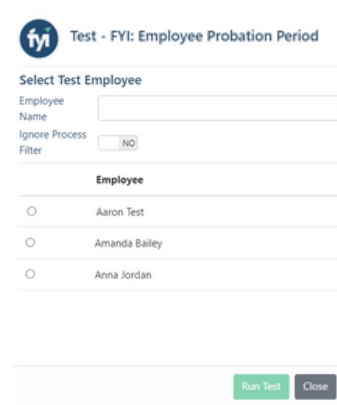 fyi Test - FYI: Employee Probation Period
Select Test Employee
Employee
Name
Ignore Process
Filter NO
Employee
Aaron Test
Amanda Bailey
Anna Jordan
Run Test Close